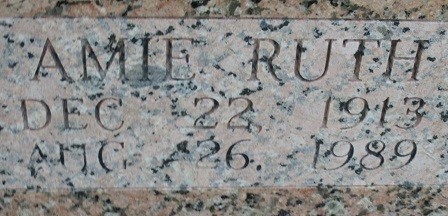 AMIE RUTH
DEC 22, 1913
AUG 26, 1989